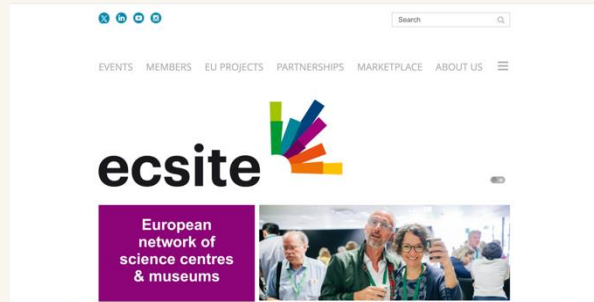 Search
EVENTS MEMBERS EU PROJECTS PARTNERSHIPS MARKETPLACE ABOUT US
ecsite
European
network of
science centres
& museums